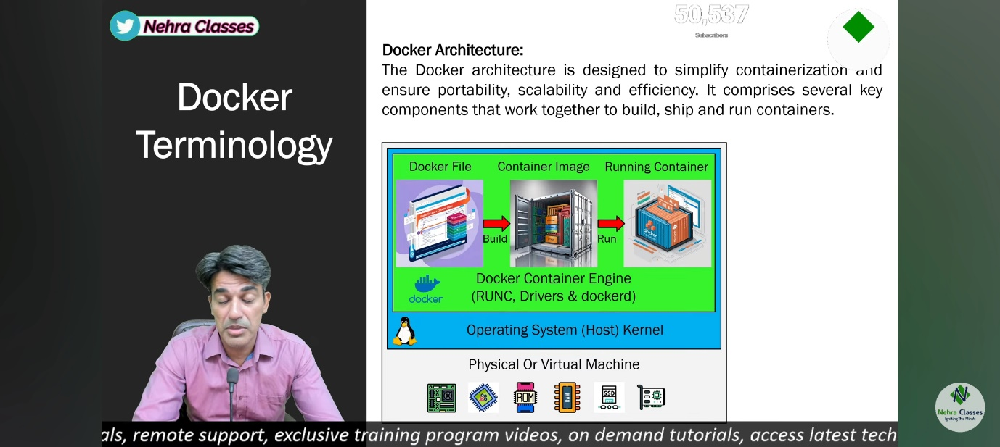 Nehra Classes
Docker
Terminology
50,537
Subscribers
Docker Architecture:
The Docker architecture is designed to simplify containerization and
ensure portability, scalability and efficiency. It comprises several key
components that work together to build, ship and run containers.
Docker File
Container Image
Running Container
Build
Run
docker
docker
Docker Container Engine
(RUNC, Drivers & dockerd)
Operating System (Host) Kernel
Physical Or Virtual Machine
ROM
RAM
SSD
Nehra Classes
Igniting The Minds
als, remote support, exclusive training program videos, on demand tutorials, access latest tech